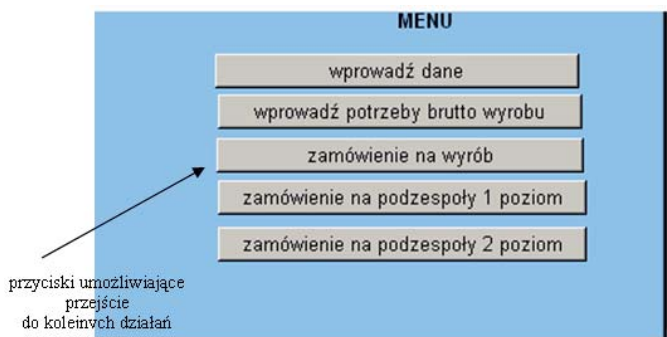 MENU
wprowadź dane
wprowadź potrzeby brutto wyrobu
zamówienie na wyrób
zamówienie na podzespoły 1 poziom
zamówienie na podzespoły 2 poziom
przyciski umożliwiające
przejście
do kolejnych działań